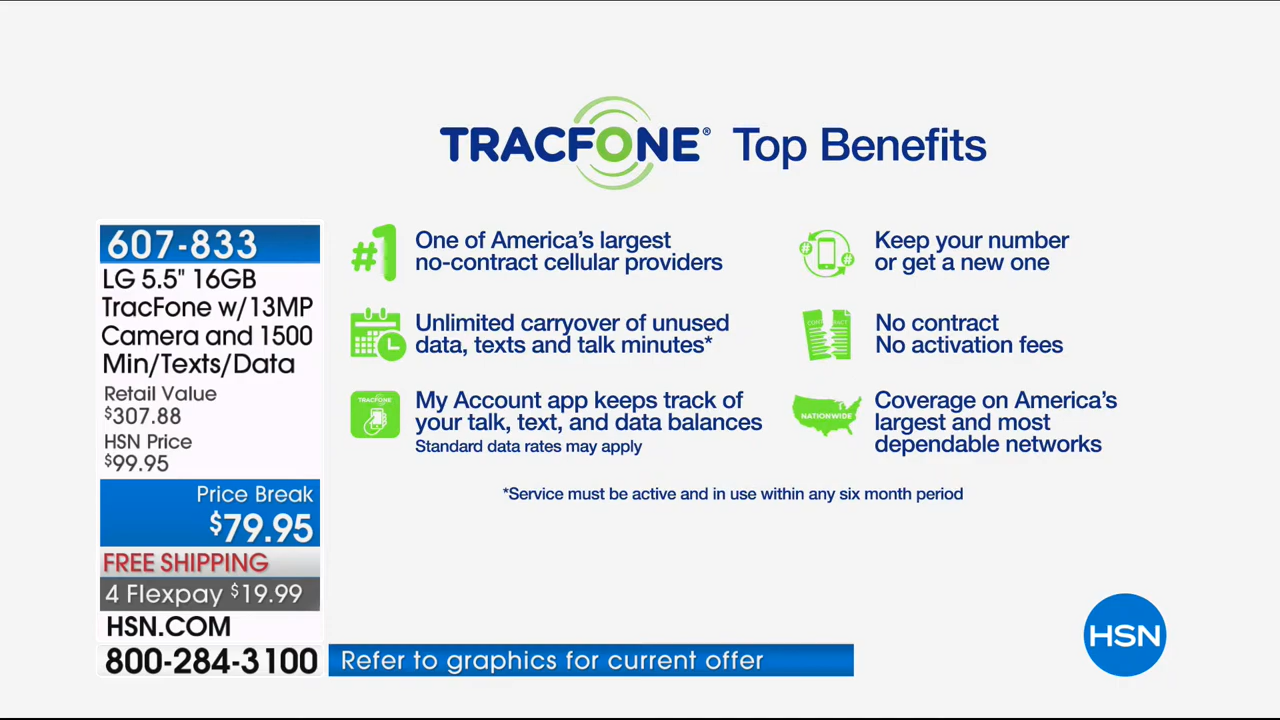 TRACFONE® Top Benefits
#1
One of America's largest
no-contract cellular providers
Keep your number
or get a new one
Unlimited carryover of unused
data, texts and talk minutes*
CONTRACT
No contract
No activation fees
TRACFONE
My Account app keeps track of
your talk, text, and data balances
Standard data rates may apply
NATIONWIDE
Coverage on America's
largest and most
dependable networks
*Service must be active and in use within any six month period
607-833
LG 5.5" 16GB
TracFone w/13MP
Camera and 1500
Min/Texts/Data
Retail Value
$307.88
HSN Price
$99.95
Price Break
$79.95
FREE SHIPPING
4 Flexpay $19.99
HSN.COM
800-284-3100
Refer to graphics for current offer
HSN